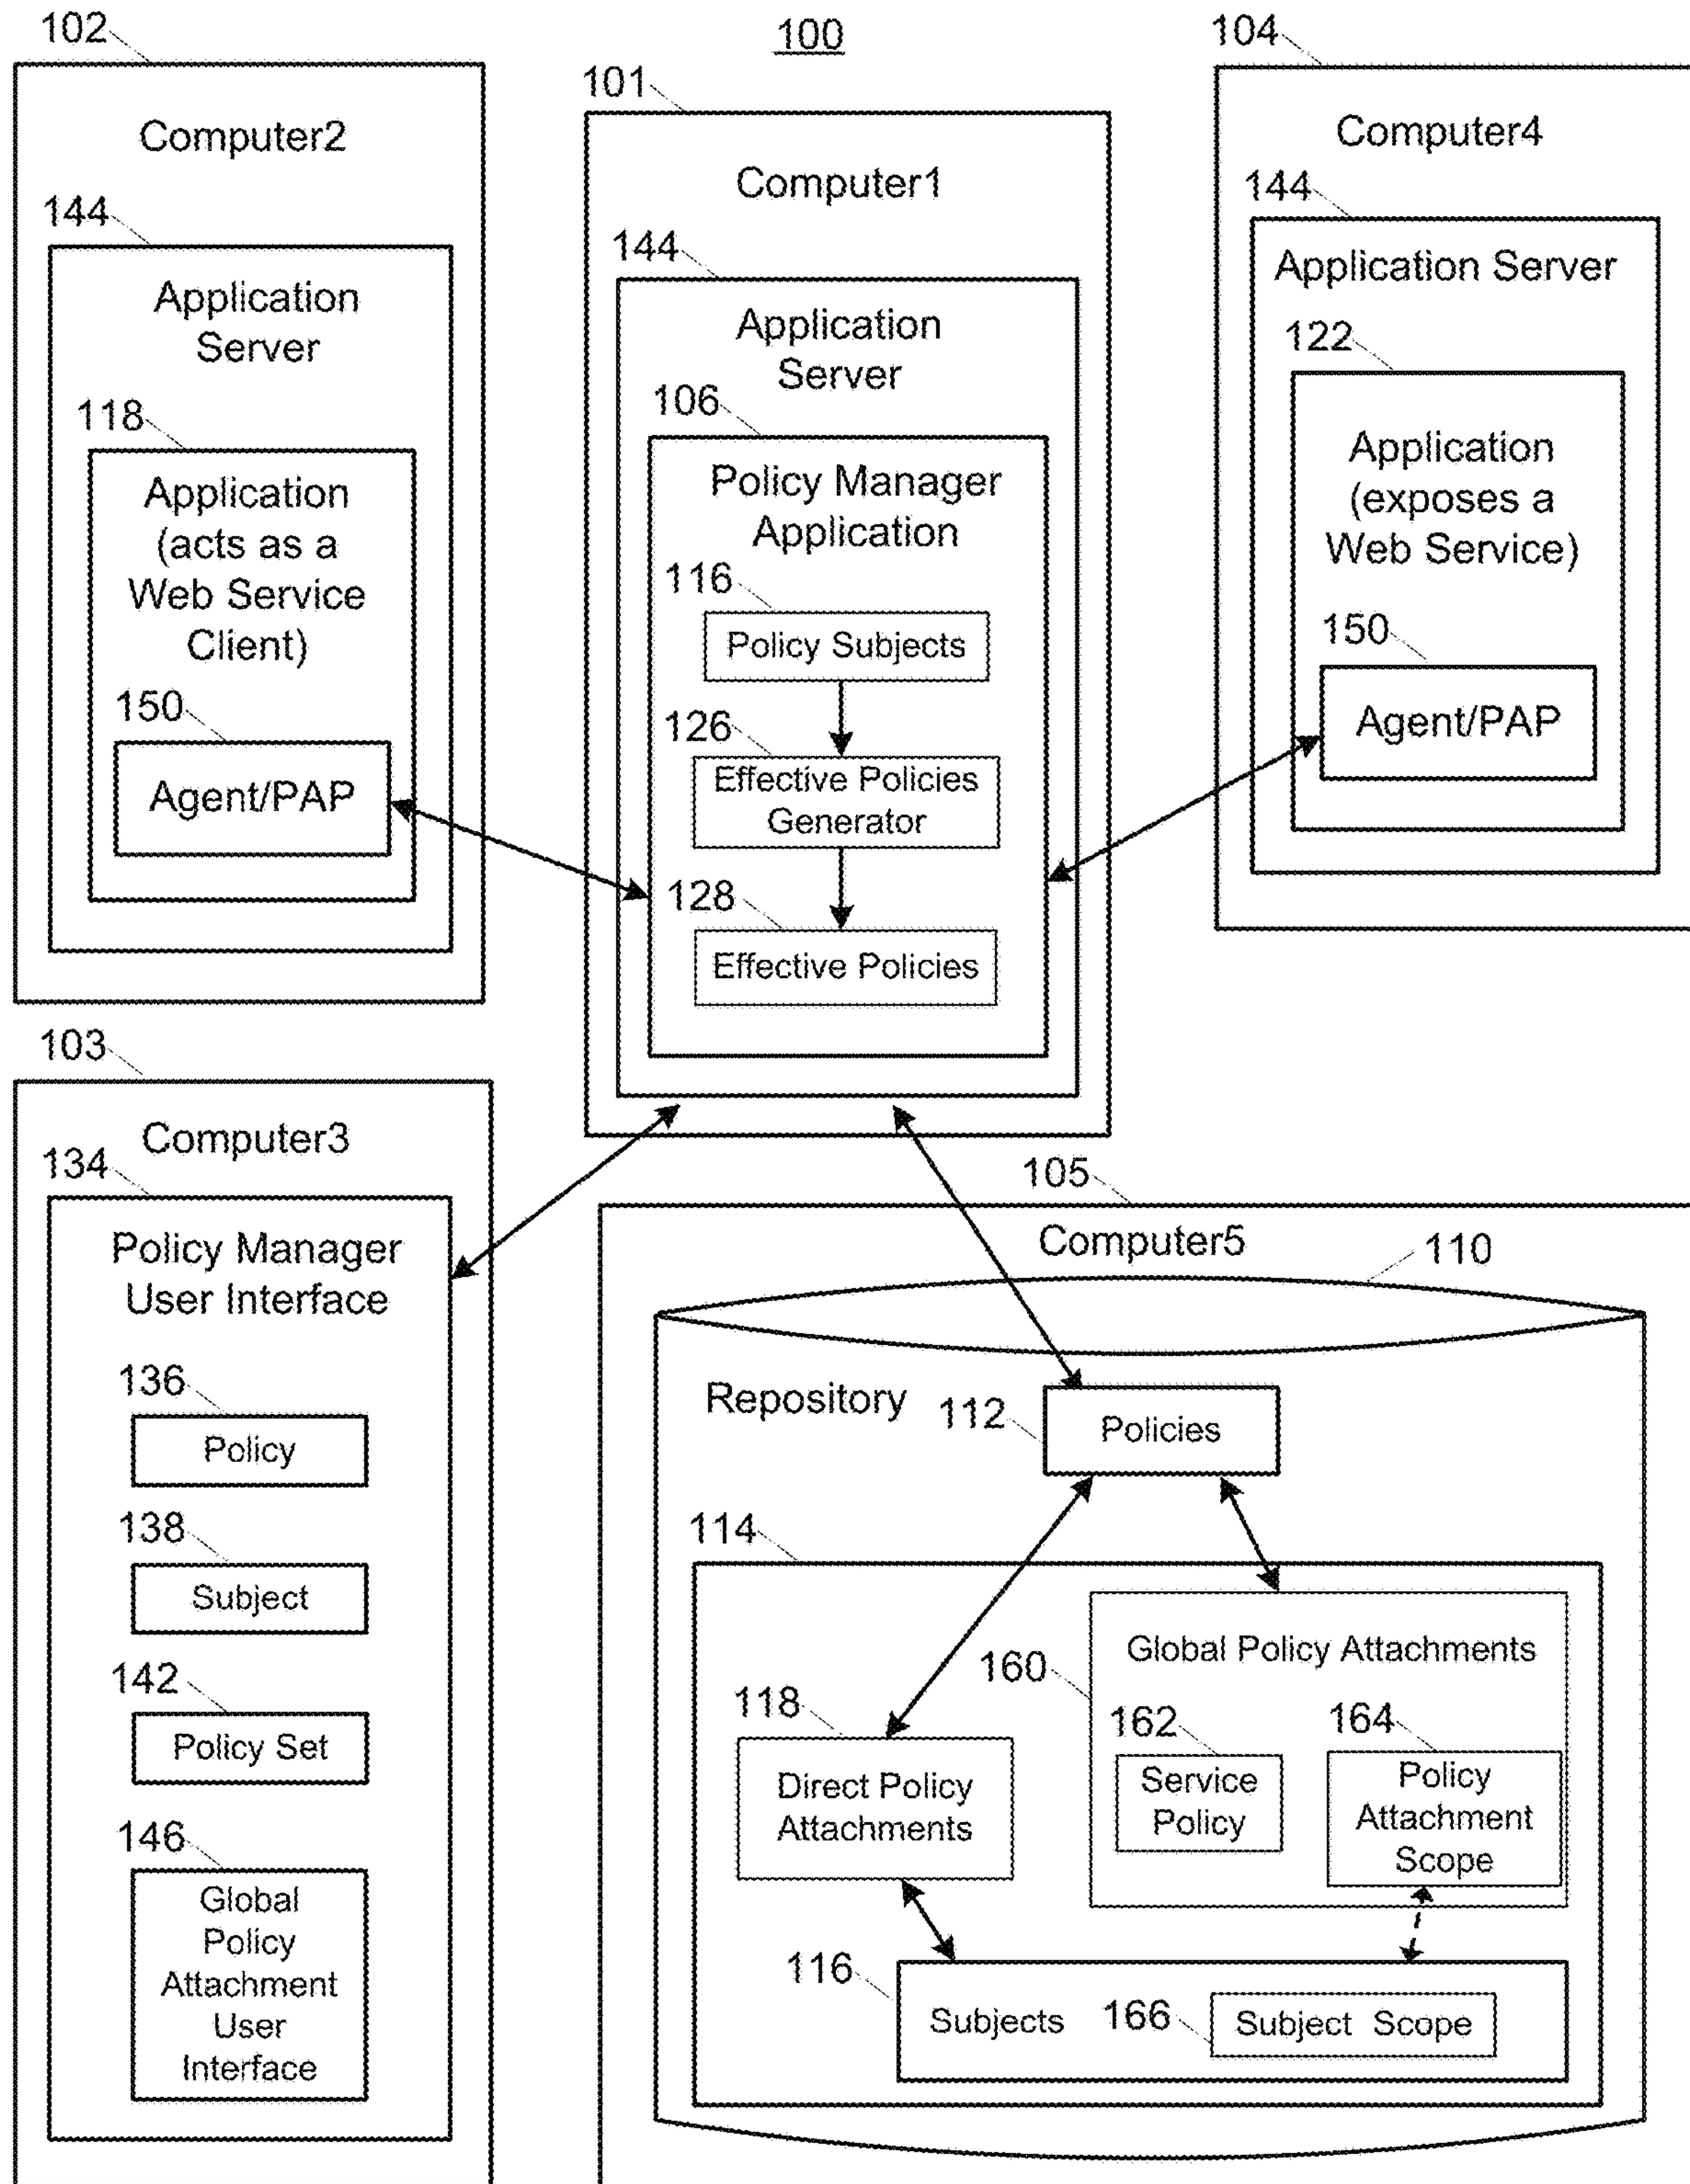 100
102
Computer2
144
Application
Server
118
Application
(acts as a
Web Service
Client)
150
Agent/PAP
101
Computer1
144
Application
Server
106
Policy Manager
Application
116
Policy Subjects
126
Effective Policies
Generator
128
Effective Policies
104
Computer4
144
Application Server
122
Application
(exposes a
Web Service)
150
Agent/PAP
103
Computer3
134
Policy Manager
User Interface
136
Policy
138
Subject
142
Policy Set
146
Global
Policy
Attachment
User
Interface
105
Computer5
110
Repository
112
Policies
114
118
Direct Policy
Attachments
160
Global Policy Attachments
162
Service
Policy
164
Policy
Attachment
Scope
116
Subjects
166
Subject Scope